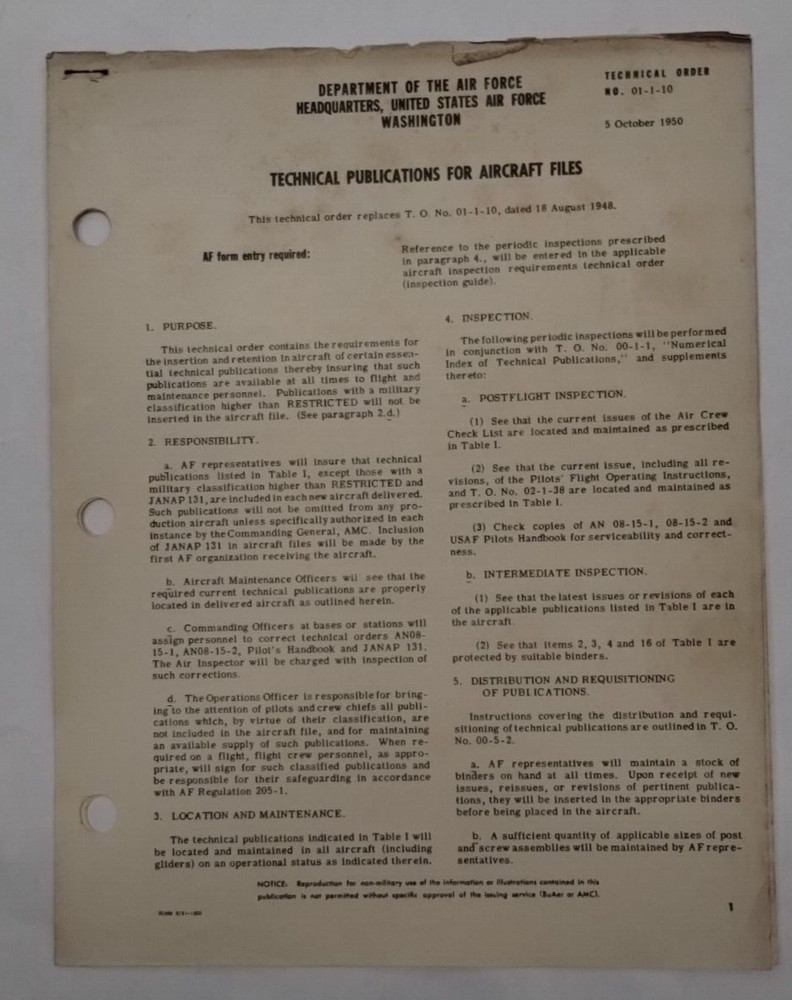 DEPARTMENT OF THE AIR FORCE
HEADQUARTERS, UNITED STATES AIR FORCE
WASHINGTON
TECHNICAL ORDER
NO. 01-1-10
5 October 1950
TECHNICAL PUBLICATIONS FOR AIRCRAFT FILES
This technical order replaces T. O. No. 01-1-10, dated 18 August 1948.
AF form entry required:
Reference to the periodic inspections prescribed
in paragraph 4., will be entered in the applicable
aircraft inspection requirements technical order
(inspection guide).
1. PURPOSE.
This technical order contains the requirements for
the insertion and retention in aircraft of certain essen-
tial technical publications thereby insuring that such
publications are available at all times to flight and
maintenance personnel. Publications with a military
classification higher than RESTRICTED will not be
inserted in the aircraft file. (See paragraph 2.d.)
2. RESPONSIBILITY.
a. AF representatives will insure that technical
publications listed in Table I, except those with a
military classification higher than RESTRICTED and
JANAP 131, are included in each new aircraft delivered.
Such publications will not be omitted from any pro-
duction aircraft unless specifically authorized in each
instance by the Commanding General, AMC. Inclusion
of JANAP 131 in aircraft files will be made by the
first AF organization receiving the aircraft.
b. Aircraft Maintenance Officers wil see that the
required current technical publications are properly
located in delivered aircraft as outlined herein.
c. Commanding Officers at bases or stations will
assign personnel to correct technical orders AN08-
15-1, AN08-15-2, Pilot's Handbook and JANAP 131.
The Air Inspector will be charged with inspection of
such corrections.
d. The Operations Officer is responsible for bring-
ing to the attention of pilots and crew chiefs all publi-
cations which, by virtue of their classification, are
not included in the aircraft file, and for maintaining
an available supply of such publications. When re-
quired on a flight, flight crew personnel, as appro-
priate, will sign for such classified publications and
be responsible for their safeguarding in accordance
with AF Regulation 205-1.
3. LOCATION AND MAINTENANCE.
The technical publications indicated in Table I will
be located and maintained in all aircraft (including
gliders) on an operational status as indicated therein.
4. INSPECTION.
The following periodic inspections will be performed
in conjunction with T. O. No. 00-1-1, "Numerical
Index of Technical Publications," and supplements
thereto:
a. POSTFLIGHT INSPECTION.
(1) See that the current issues of the Air Crew
Check List are located and maintained as prescribed
in Table I.
(2) See that the current issue, including all re-
visions, of the Pilots' Flight Operating Instructions,
and T. O. No. 02-1-38 are located and maintained as
prescribed in Table I.
(3) Check copies of AN 08-15-1, 08-15-2 and
USAF Pilots Handbook for serviceability and correct-
ness.
b. INTERMEDIATE INSPECTION.
(1) See that the latest issues or revisions of each
of the applicable publications listed in Table I are in
the aircraft.
(2) See that items 2, 3, 4 and 16 of Table I are
protected by suitable binders.
5. DISTRIBUTION AND REQUISITIONING
OF PUBLICATIONS.
Instructions covering the distribution and requi-
sitioning of technical publications are outlined in T. O.
No. 00-5-2.
a. AF representatives will maintain a stock of
binders on hand at all times. Upon receipt of new
issues, reissues, or revisions of pertinent publica-
tions, they will be inserted in the appropriate binders
before being placed in the aircraft.
b. A sufficient quantity of applicable sizes of post
and screw assemblies will be maintained by AF repre-
sentatives.
NOTICE: Reproduction for non-military use of the information or illustrations contained in this
publication is not permitted without specific approval of the issuing service (BuAer or AMC).
1